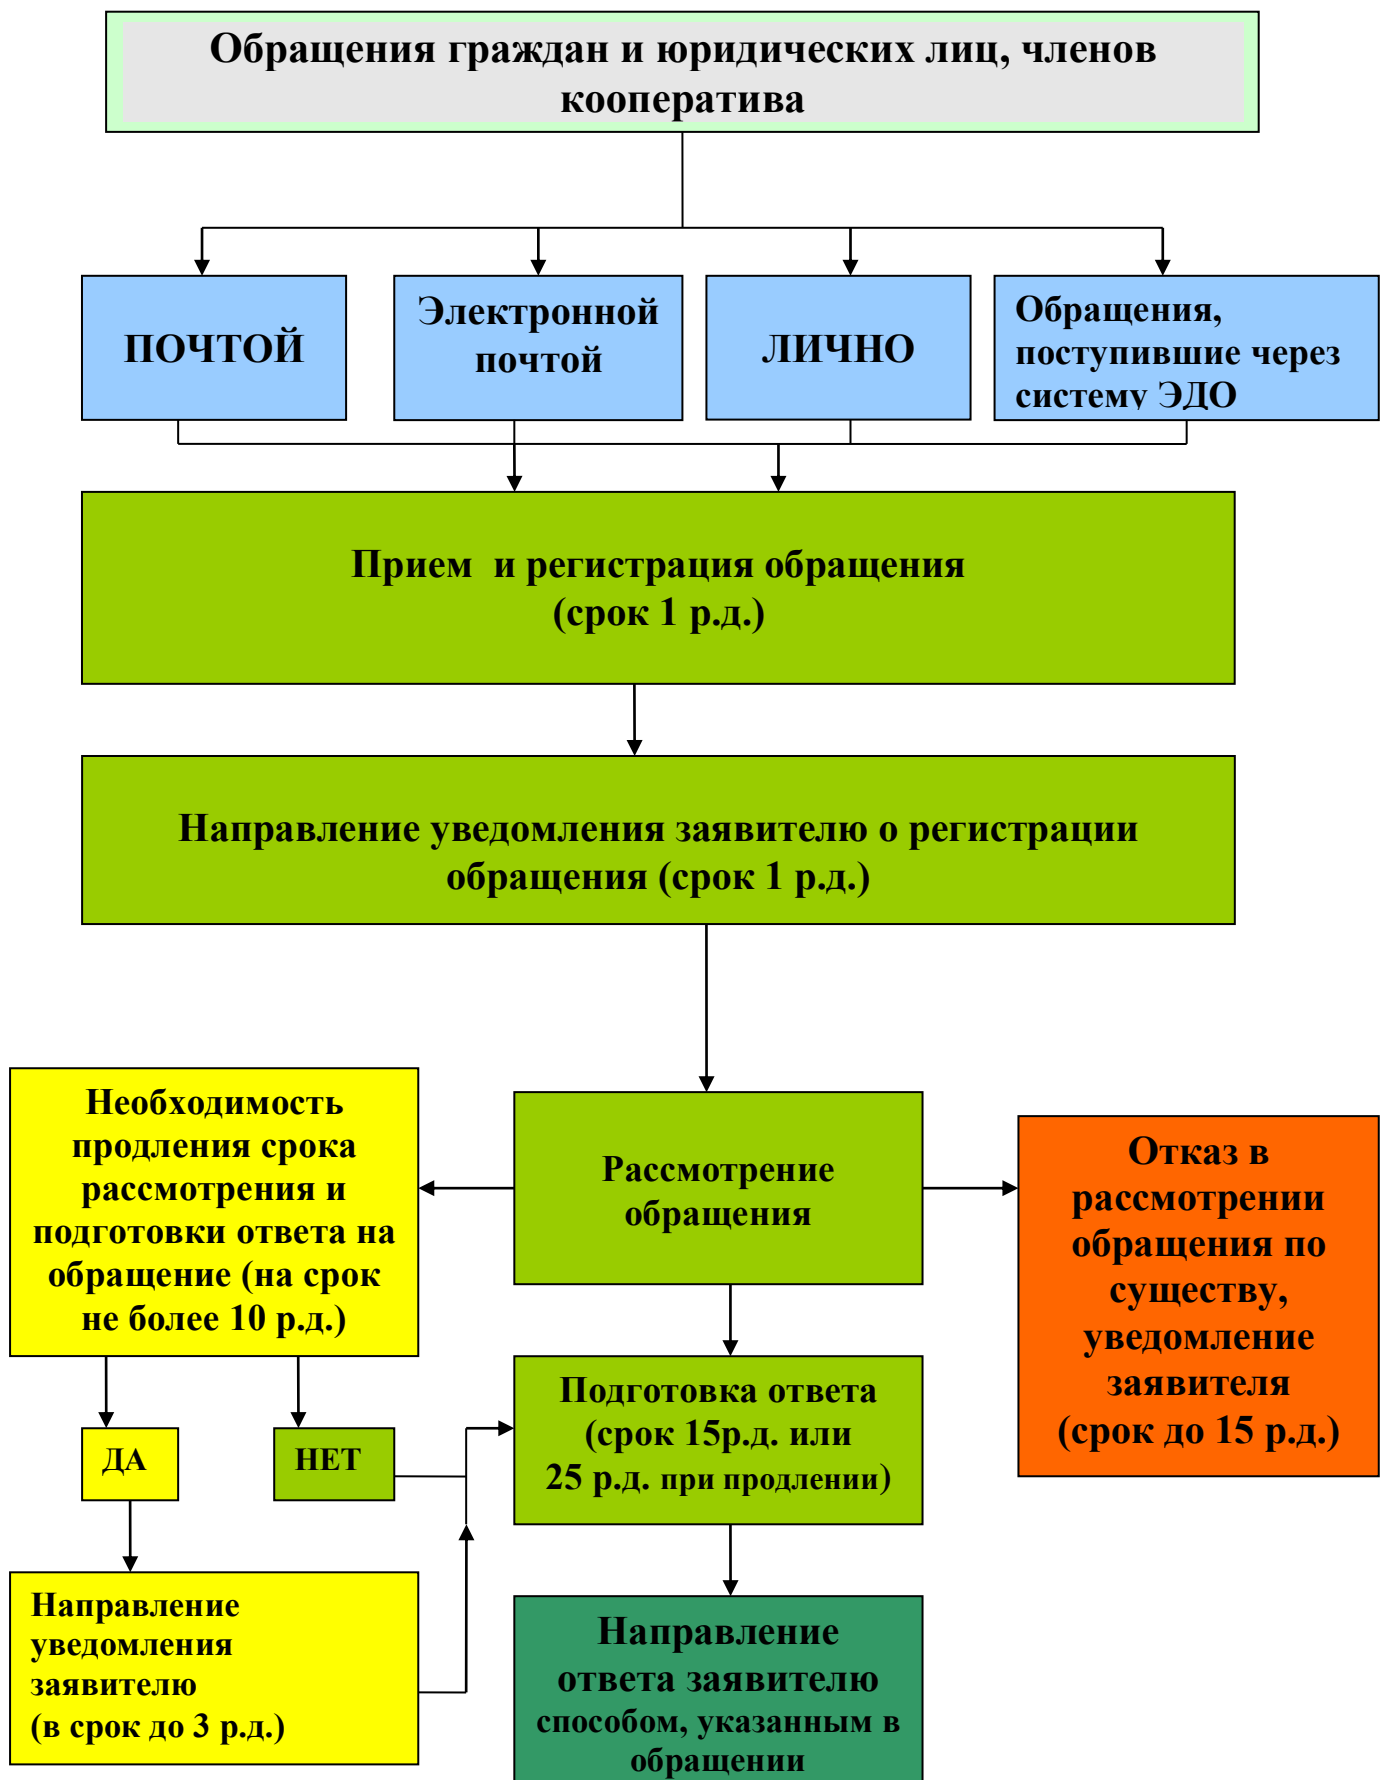 Обращения граждан и юридических лиц, членов
кооператива
ПОЧТОЙ
Электронной
почтой
ЛИЧНО
Обращения,
поступившие через
систему ЭДО
Прием и регистрация обращения
(срок 1 р.д.)
Направление уведомления заявителю о регистрации
обращения (срок 1 р.д.)
Необходимость
продления срока
рассмотрения и
подготовки ответа на
обращение (на срок
не более 10 р.д.)
Рассмотрение
обращения
Отказ в
рассмотрении
обращения по
существу,
уведомление
заявителя
(срок до 15 р.д.)
ДА
НЕТ
Подготовка ответа
(срок 15р.д. или
25 р.д. при продлении)
Направление
уведомления
заявителю
(в срок до 3 р.д.)
Направление
ответа заявителю
способом, указанным в
обращении